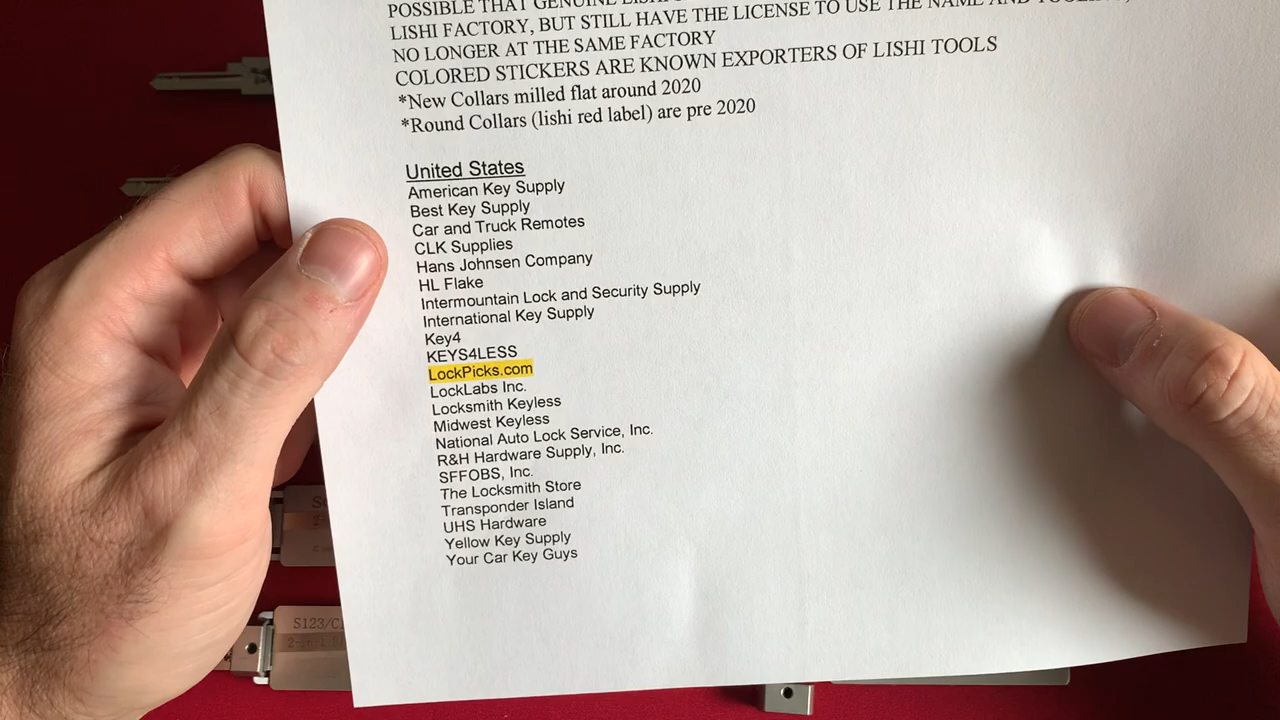 POSSIBLE THAT GENUINE
LISHI FACTORY, BUT STILL HAVE THE LICENSE TO USE THE NAME AND
NO LONGER AT THE SAME FACTORY
COLORED STICKERS ARE KNOWN EXPORTERS OF LISHI TOOLS
*New Collars milled flat around 2020
*Round Collars (lishi red label) are pre 2020
United States
American Key Supply
Best Key Supply
Car and Truck Remotes
CLK Supplies
Hans Johnsen Company
HL Flake
Intermountain Lock and Security Supply
International Key Supply
Key4
KEYS4LESS
LockPicks.com
LockLabs Inc.
Locksmith Keyless
Midwest Keyless
National Auto Lock Service, Inc.
R&H Hardware Supply, Inc.
SFFOBS, Inc.
The Locksmith Store
Transponder Island
UHS Hardware
Yellow Key Supply
Your Car Key Guys